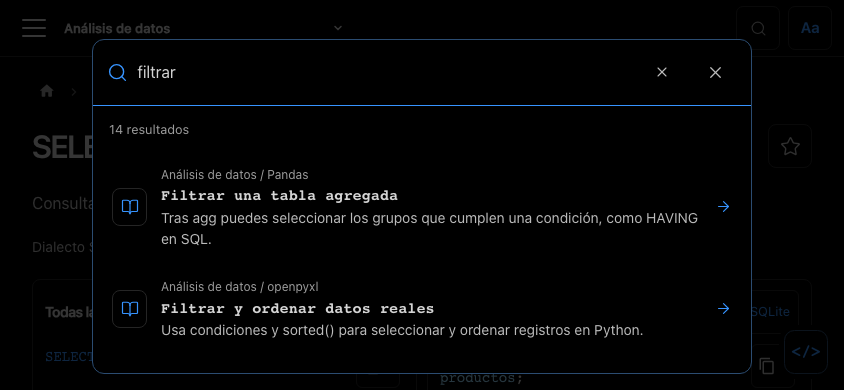 Análisis de datos
Aa
filtrar
14 resultados
SELE
Análisis de datos / Pandas
Filtrar una tabla agregada
Tras agg puedes seleccionar los grupos que cumplen una condición, como HAVING
en SQL.
Consulta
Dialecto S
Análisis de datos / openpyxl
Filtrar y ordenar datos reales
Usa condiciones y sorted() para seleccionar y ordenar registros en Python.
Todas la
SQLite
SELECT
</>
productos;